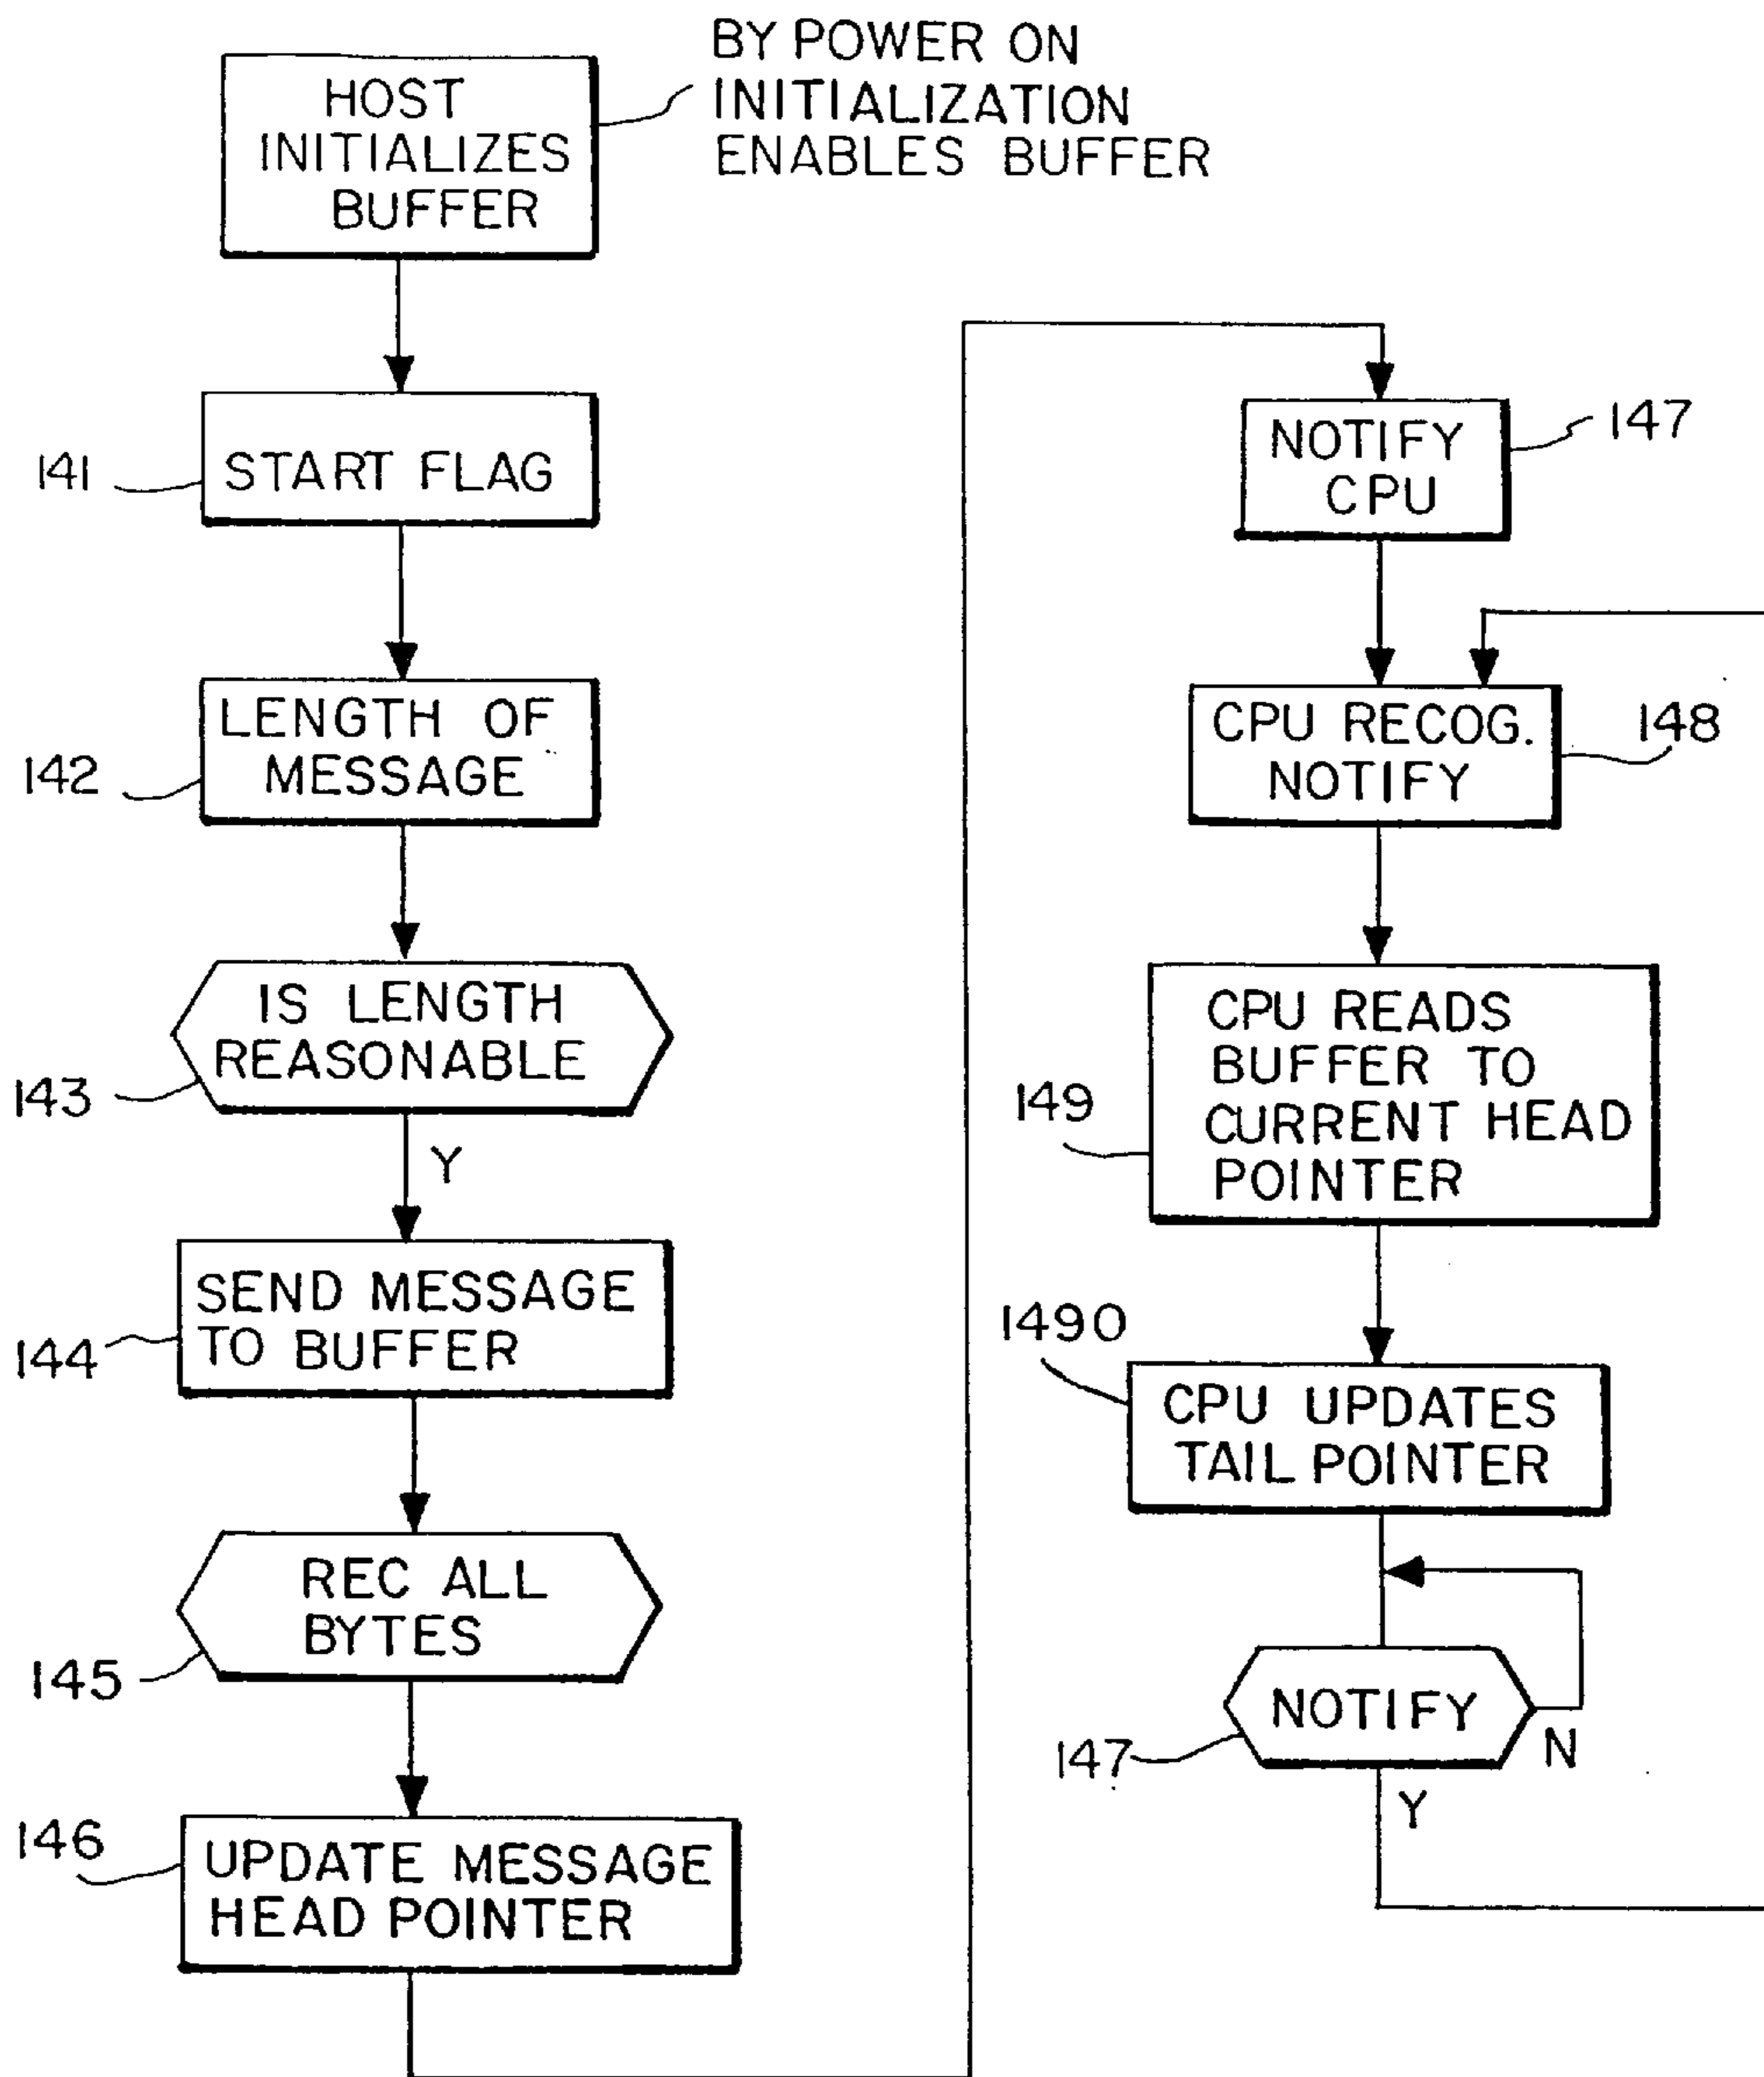 HOST
INITIALIZES
BUFFER
BY POWER ON
INITIALIZATION
ENABLES BUFFER
141
START FLAG
142
LENGTH OF
MESSAGE
143
IS LENGTH
REASONABLE
Y
144
SEND MESSAGE
TO BUFFER
145
REC ALL
BYTES
146
UPDATE MESSAGE
HEAD POINTER
147
NOTIFY
CPU
148
CPU RECOG.
NOTIFY
149
CPU READS
BUFFER TO
CURRENT HEAD
POINTER
1490
CPU UPDATES
TAIL POINTER
147
NOTIFY
N
Y